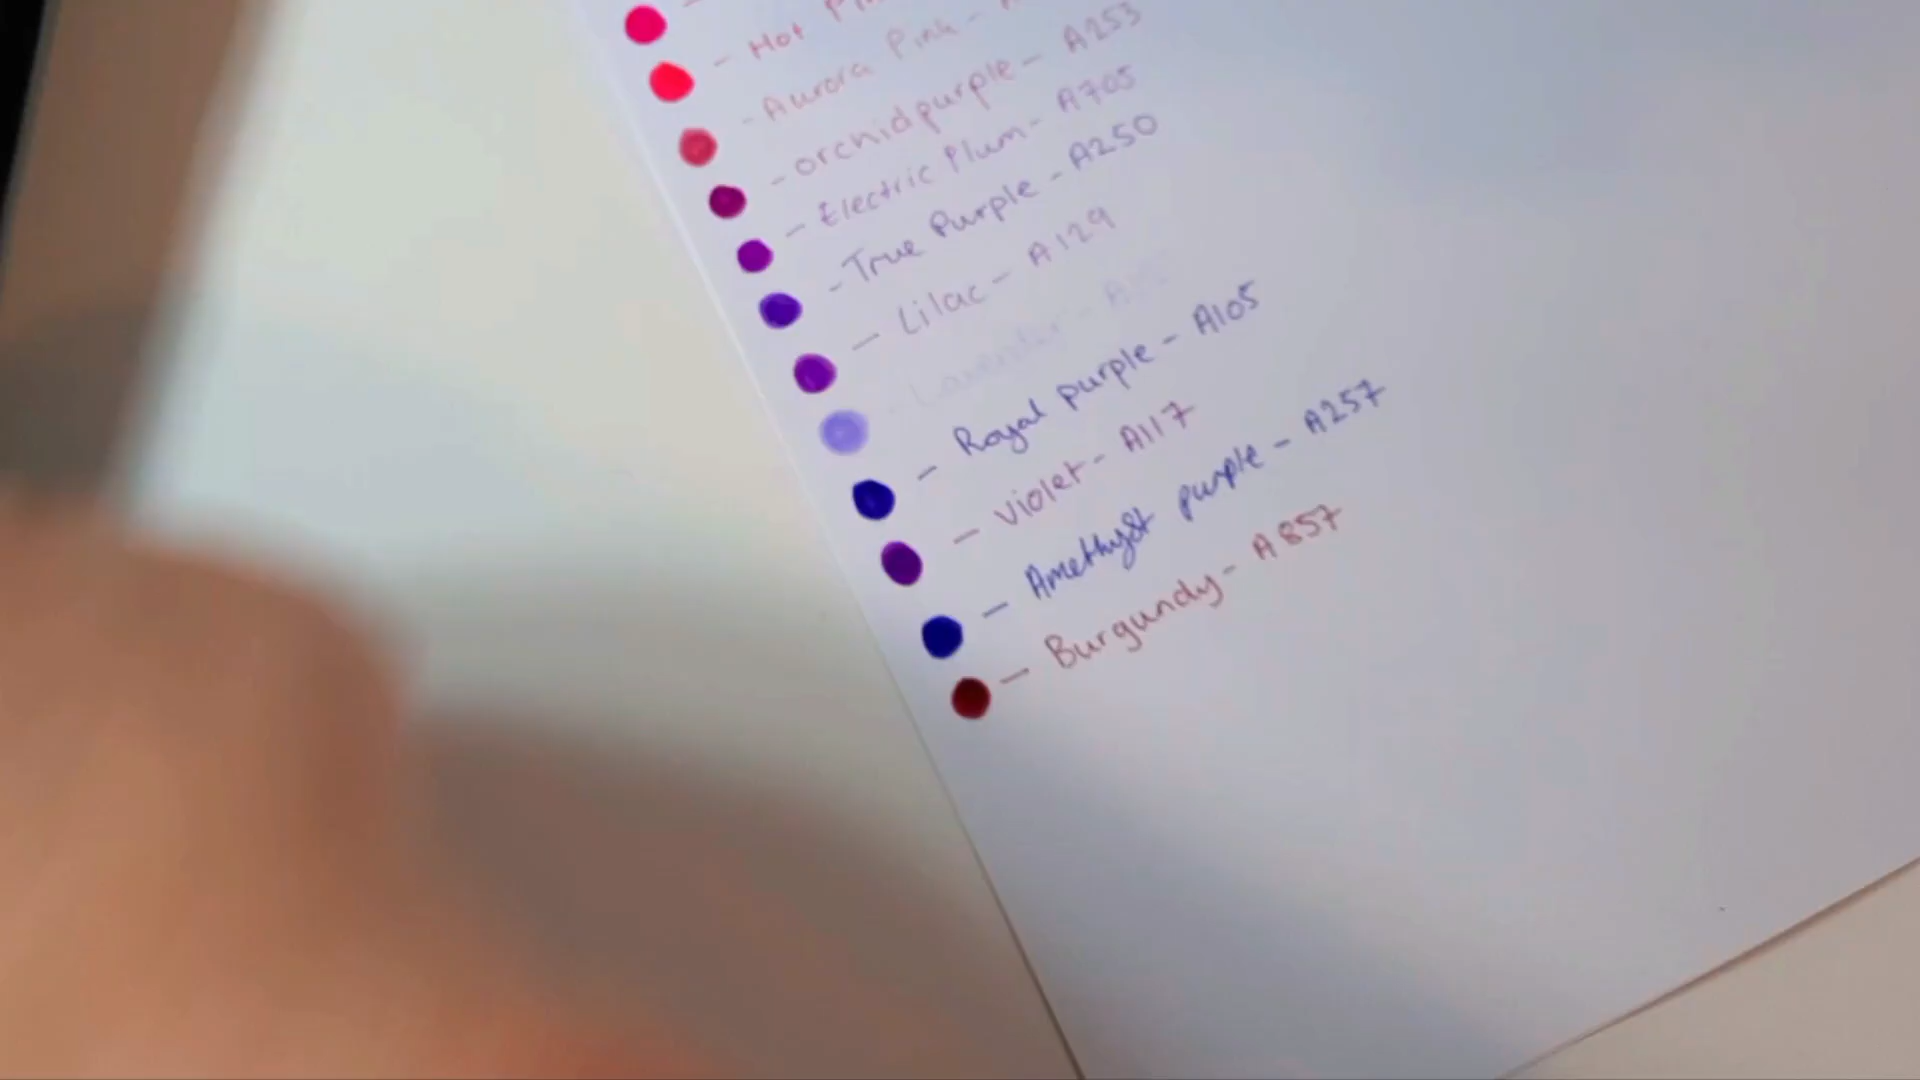 - Hot
- Aurora Pink -
- orchid purple - A253
- Electric Plum - A705
- True Purple - A250
- Lilac - A129
- Lavender -
- Royal purple - A105
- Violet - A117
- Amethyst purple - A257
- Burgundy - A857